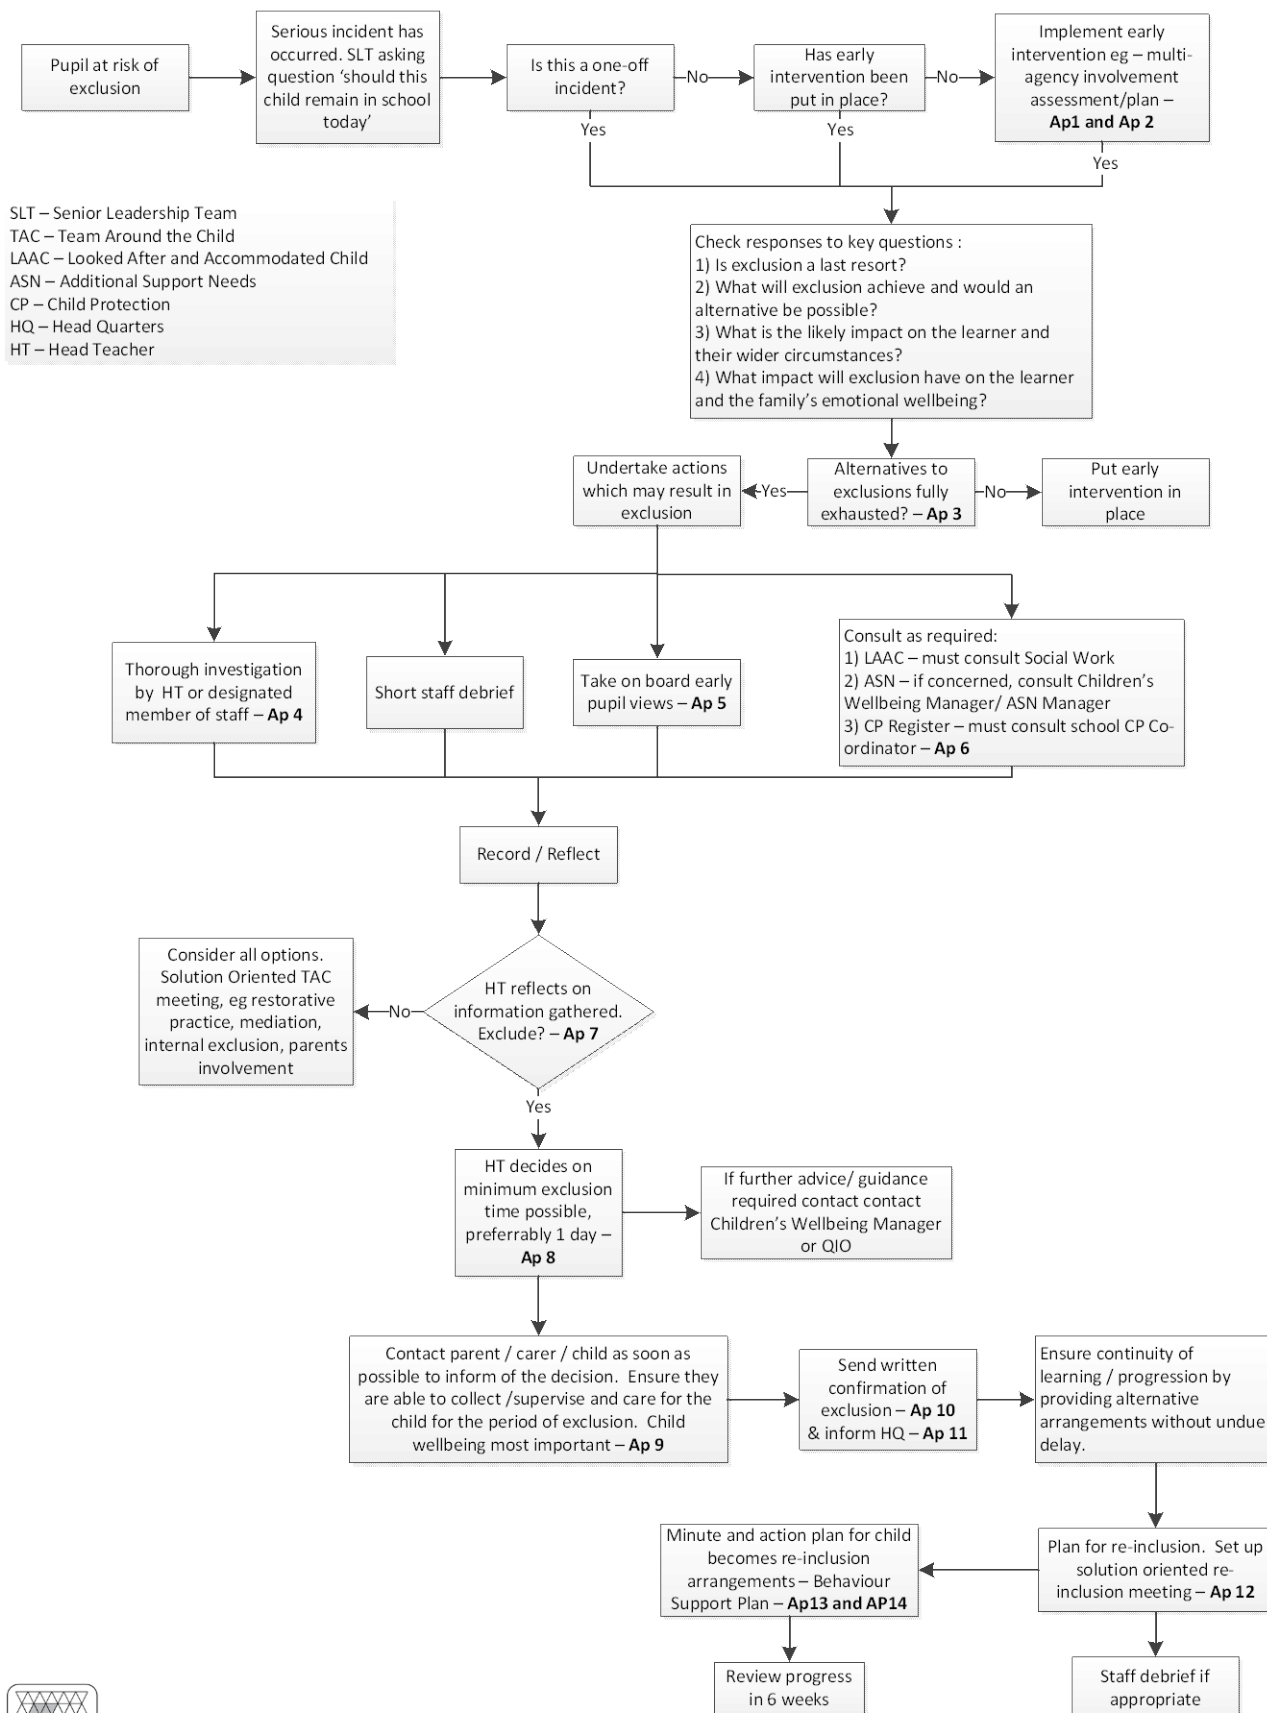 Pupil at risk of
exclusion
Serious incident has
occurred. SLT asking
question ‘should this
child remain in school
today’
Is this a one-off
incident?
No
Has early
intervention been
put in place?
No
Implement early
intervention eg – multi-
agency involvement
assessment/plan –
Ap1 and Ap 2
Yes
Yes
Yes
SLT – Senior Leadership Team
TAC – Team Around the Child
LAAC – Looked After and Accommodated Child
ASN – Additional Support Needs
CP – Child Protection
HQ – Head Quarters
HT – Head Teacher
Check responses to key questions :
1) Is exclusion a last resort?
2) What will exclusion achieve and would an
alternative be possible?
3) What is the likely impact on the learner and
their wider circumstances?
4) What impact will exclusion have on the learner
and the family’s emotional wellbeing?
Undertake actions
which may result in
exclusion
Yes
Alternatives to
exclusions fully
exhausted? – Ap 3
No
Put early
intervention in
place
Thorough investigation
by  HT or designated
member of staff – Ap 4
Short staff debrief
Take on board early
pupil views – Ap 5
Consult as required:
1) LAAC – must consult Social Work
2) ASN – if concerned, consult Children’s
Wellbeing Manager/ ASN Manager
3) CP Register – must consult school CP Co-
ordinator – Ap 6
Record / Reflect
Consider all options.
Solution Oriented TAC
meeting, eg restorative
practice, mediation,
internal exclusion, parents
involvement
No
HT reflects on
information gathered.
Exclude? – Ap 7
Yes
HT decides on
minimum exclusion
time possible,
preferrably 1 day –
Ap 8
If further advice/ guidance
required contact contact
Children’s Wellbeing Manager
or QIO
Contact parent / carer / child as soon as
possible to inform of the decision.  Ensure they
are able to collect /supervise and care for the
child for the period of exclusion.  Child
wellbeing most important – Ap 9
Send written
confirmation of
exclusion – Ap 10
& inform HQ – Ap 11
Ensure continuity of
learning / progression by
providing alternative
arrangements without undue
delay.
Minute and action plan for child
becomes re-inclusion
arrangements – Behaviour
Support Plan – Ap13 and AP14
Plan for re-inclusion.  Set up
solution oriented re-
inclusion meeting – Ap 12
Review progress
in 6 weeks
Staff debrief if
appropriate